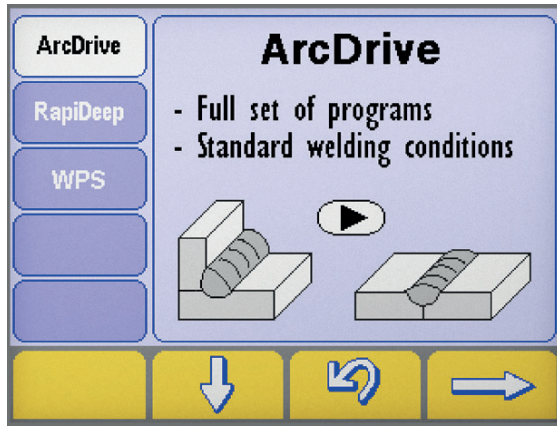 ArcDrive
RapiDeep
WPS
ArcDrive
- Full set of programs
- Standard welding conditions